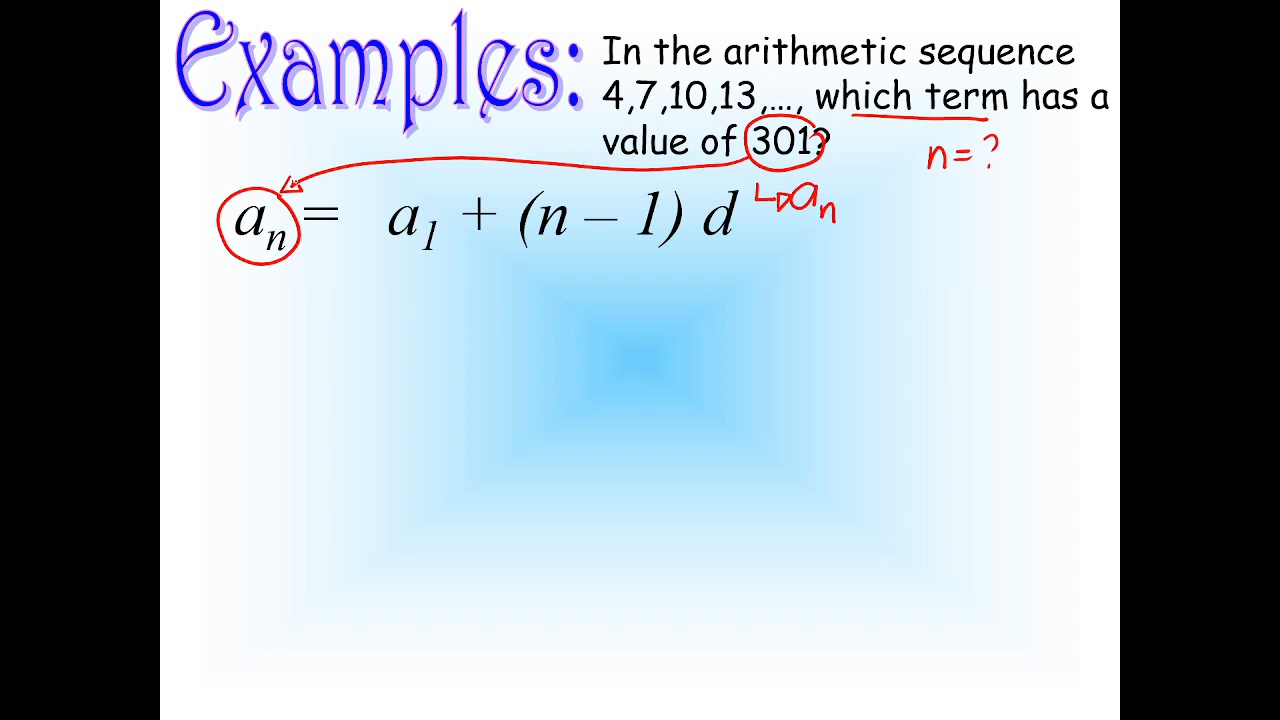 Examples:
In the arithmetic sequence
4,7,10,13,…, which term has a
value of 301?
n = ?
aₙ = a₁ + (n – 1) d
↳ aₙ